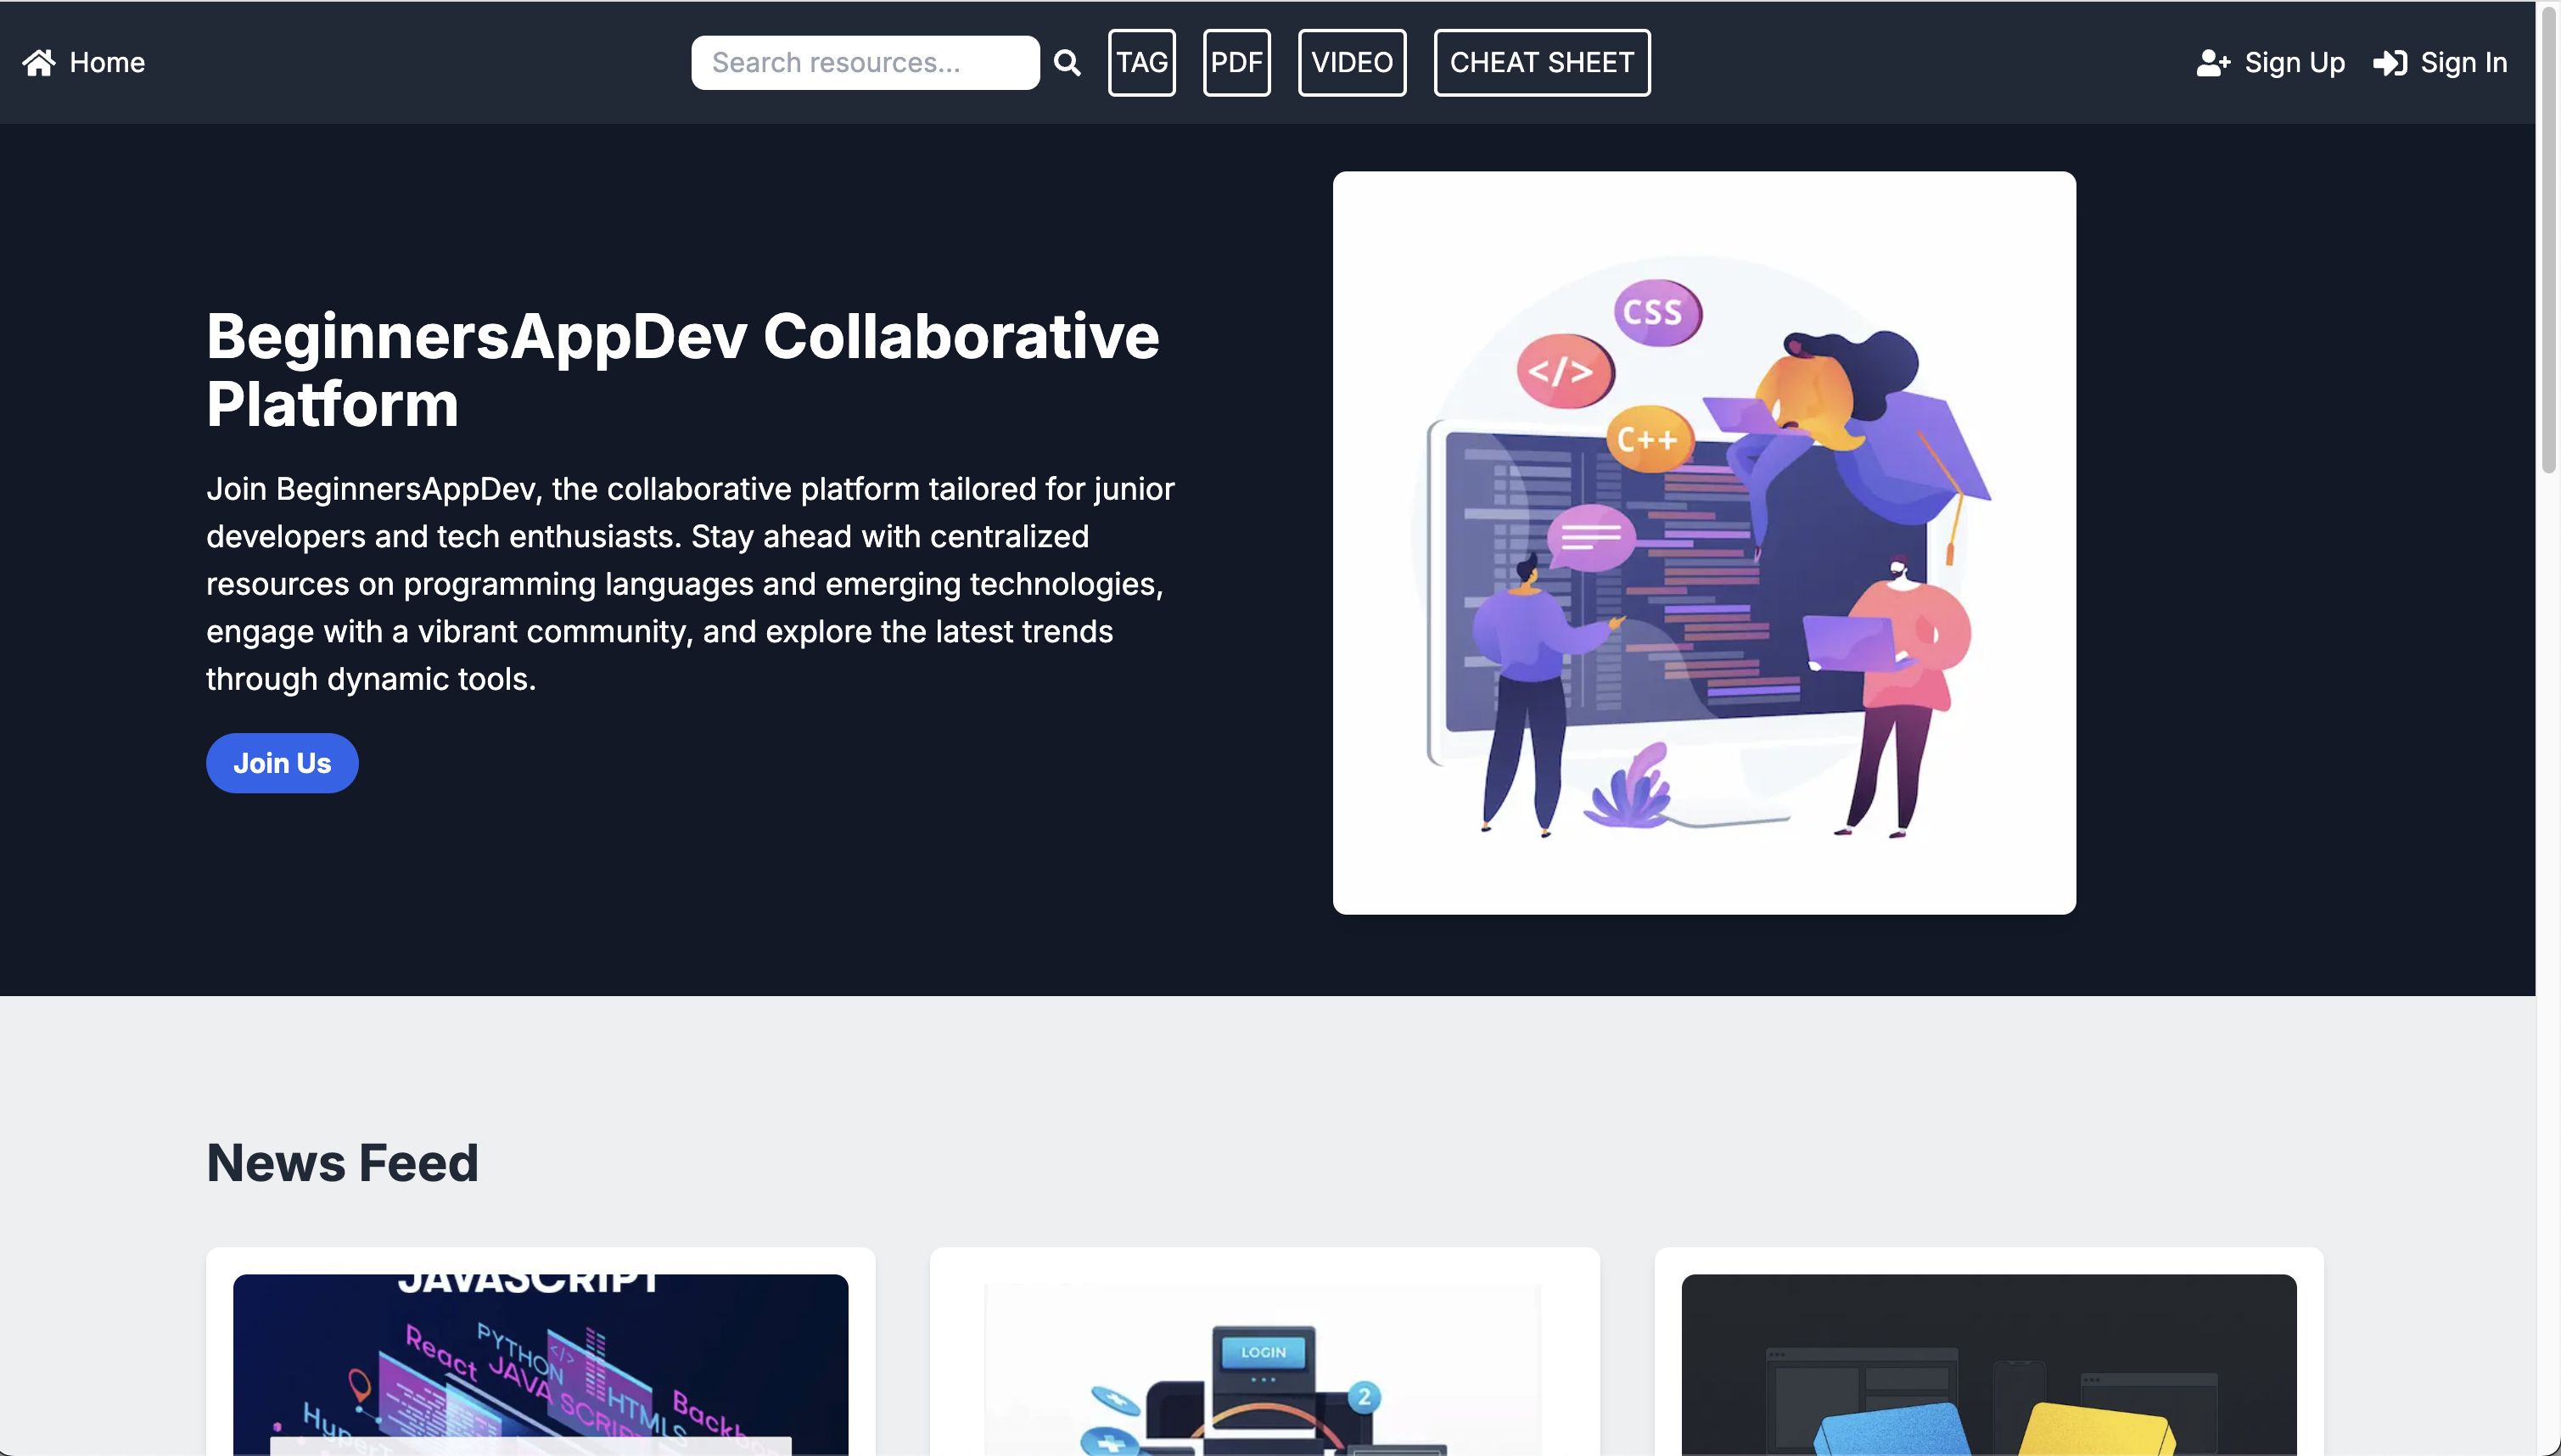 Home
Search resources...
TAG
PDF
VIDEO
CHEAT SHEET
Sign Up
Sign In
BeginnersAppDev Collaborative
Platform
Join BeginnersAppDev, the collaborative platform tailored for junior
developers and tech enthusiasts. Stay ahead with centralized
resources on programming languages and emerging technologies,
engage with a vibrant community, and explore the latest trends
through dynamic tools.
Join Us
CSS
</>
C++
News Feed
JAVASCRIPT
React
PYTHON
</>
JAVA SCRIPT
HTML5
LOGIN
2